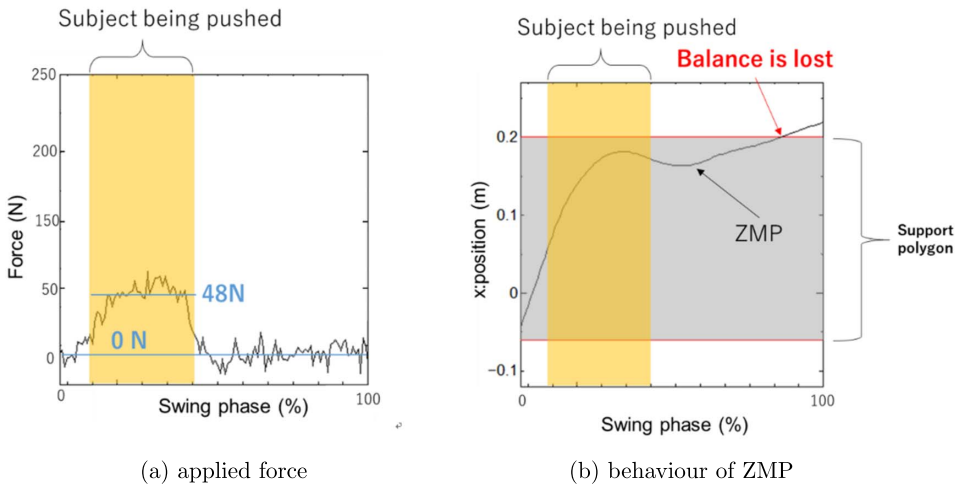 Subject being pushed
250
200
150
50
0
Force (N)
48N
0 N
0
100
Swing phase (%)
(a) applied force
Subject being pushed
Balance is lost
0.2
0.1
0
−0.1
x:position (m)
ZMP
Support
polygon
0
100
Swing phase (%)
(b) behaviour of ZMP